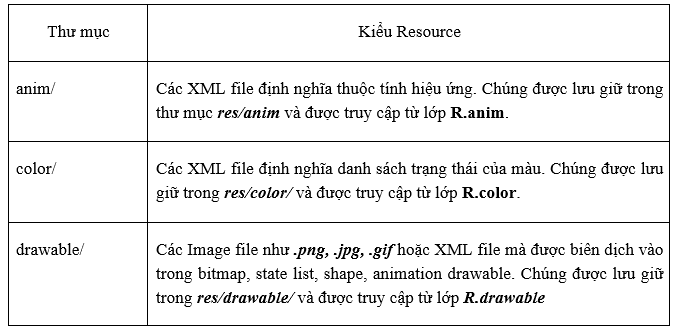 Thư mục
Kiểu Resource
anim/
Các XML file định nghĩa thuộc tính hiệu ứng. Chúng được lưu giữ trong
thư mục res/anim và được truy cập từ lớp R.anim.
color/
Các XML file định nghĩa danh sách trạng thái của màu. Chúng được lưu
giữ trong res/color/ và được truy cập từ lớp R.color.
drawable/
Các Image file như .png, .jpg, .gif hoặc XML file mà được biên dịch vào
trong bitmap, state list, shape, animation drawable. Chúng được lưu giữ
trong res/drawable/ và được truy cập từ lớp R.drawable